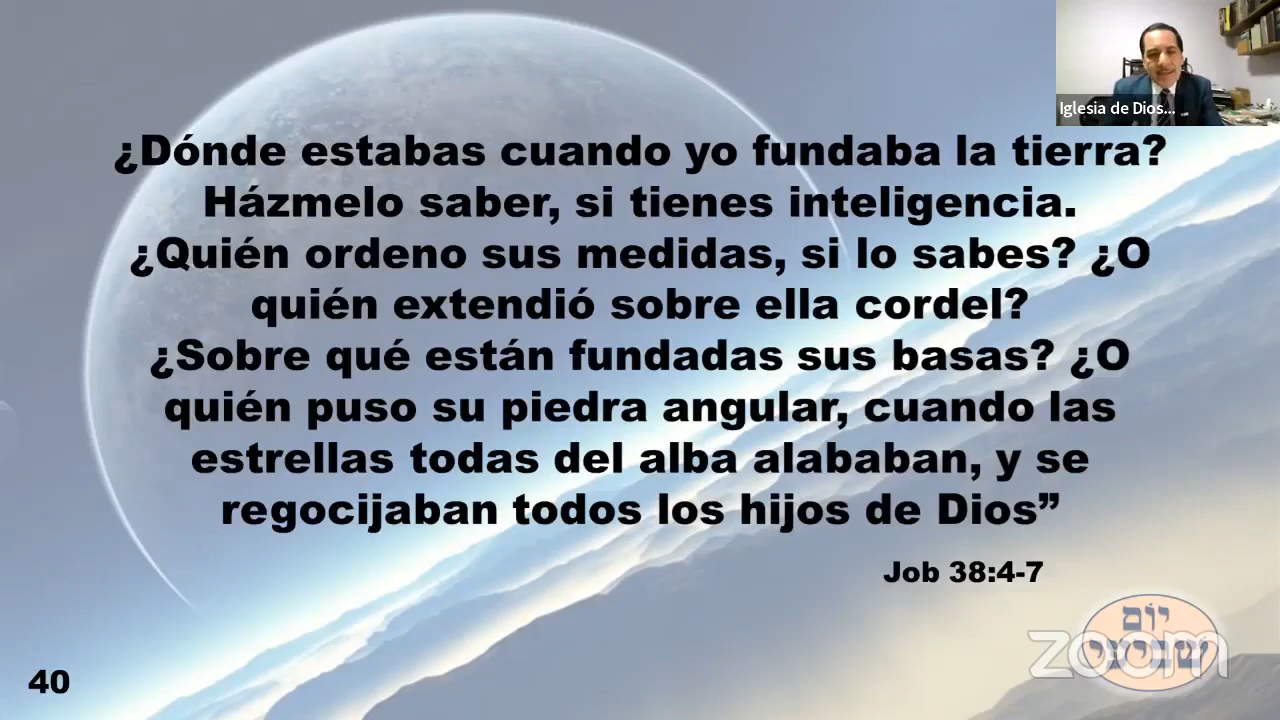 Iglesia de Dios...
¿Dónde estabas cuando yo fundaba la tierra?
Házmelo saber, si tienes inteligencia.
¿Quién ordeno sus medidas, si lo sabes? ¿O
quién extendió sobre ella cordel?
¿Sobre qué están fundadas sus basas? ¿O
quién puso su piedra angular, cuando las
estrellas todas del alba alababan, y se
regocijaban todos los hijos de Dios”
Job 38:4-7
יוֹם
zoom
40